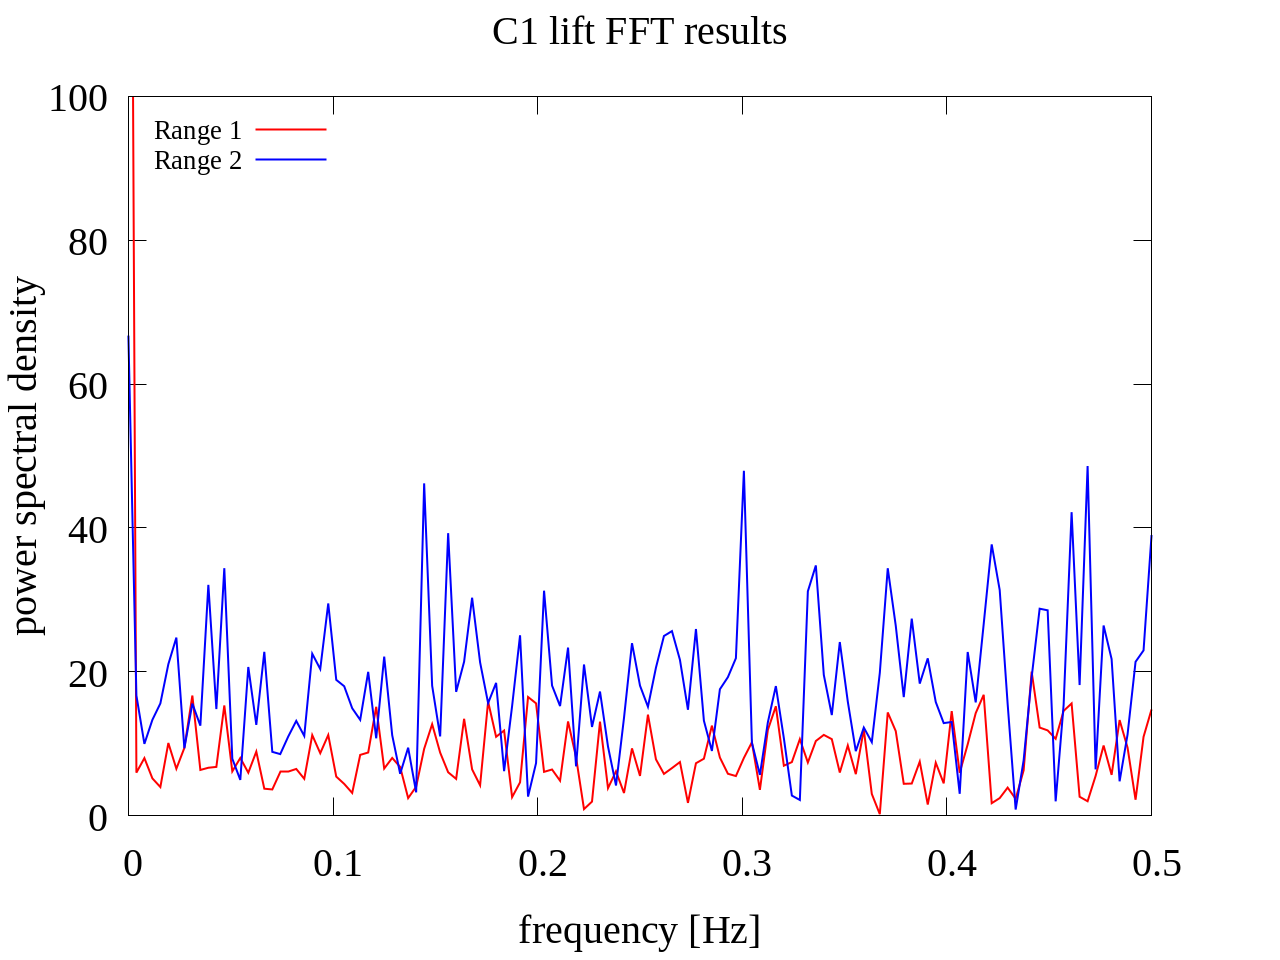 C1 lift FFT results
100
80
60
40
20
0
power spectral density
Range 1
Range 2
0 0.1 0.2 0.3 0.4 0.5
frequency [Hz]